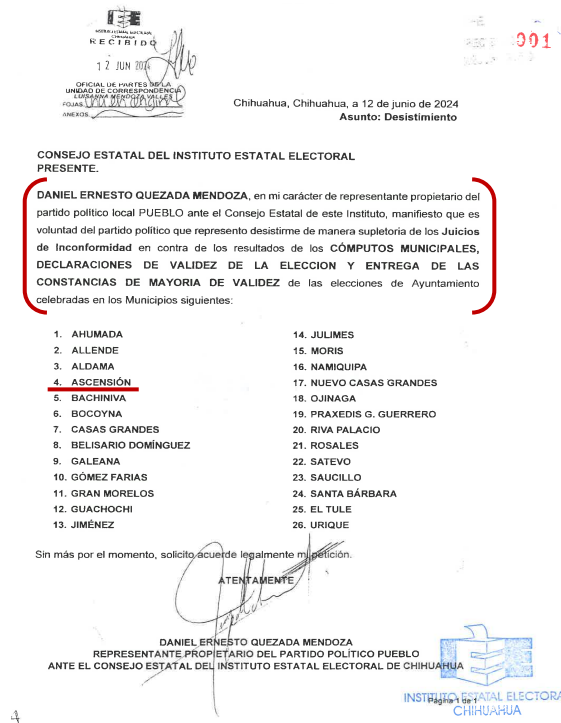 INSTITUTO ESTATAL ELECTORAL
CHIHUAHUA
RECIBIDO
12 JUN 2024
OFICIAL DE PARTES DE LA
UNIDAD DE CORRESPONDENCIA
LUISANNA MENDOZA VALLES
FOJAS:
ANEXOS:
001
Chihuahua, Chihuahua, a 12 de junio de 2024
Asunto: Desistimiento
CONSEJO ESTATAL DEL INSTITUTO ESTATAL ELECTORAL
PRESENTE.
DANIEL ERNESTO QUEZADA MENDOZA, en mi carácter de representante propietario del
partido político local PUEBLO ante el Consejo Estatal de este Instituto, manifiesto que es
voluntad del partido político que represento desistirme de manera supletoria de los Juicios
de Inconformidad en contra de los resultados de los CÓMPUTOS MUNICIPALES,
DECLARACIONES DE VALIDEZ DE LA ELECCION Y ENTREGA DE LAS
CONSTANCIAS DE MAYORIA DE VALIDEZ de las elecciones de Ayuntamiento
celebradas en los Municipios siguientes:
1. AHUMADA
2. ALLENDE
3. ALDAMA
4. ASCENSIÓN
5. BACHINIVA
6. BOCOYNA
7. CASAS GRANDES
8. BELISARIO DOMÍNGUEZ
9. GALEANA
10. GÓMEZ FARIAS
11. GRAN MORELOS
12. GUACHOCHI
13. JIMÉNEZ
14. JULIMES
15. MORIS
16. NAMIQUIPA
17. NUEVO CASAS GRANDES
18. OJINAGA
19. PRAXEDIS G. GUERRERO
20. RIVA PALACIO
21. ROSALES
22. SATEVO
23. SAUCILLO
24. SANTA BÁRBARA
25. EL TULE
26. URIQUE
Sin más por el momento, solicito acuerde legalmente mi petición.
ATENTAMENTE
DANIEL ERNESTO QUEZADA MENDOZA
REPRESENTANTE PROPIETARIO DEL PARTIDO POLÍTICO PUEBLO
ANTE EL CONSEJO ESTATAL DEL INSTITUTO ESTATAL ELECTORAL DE CHIHUAHUA
Página 1 de 1
INSTITUTO ESTATAL ELECTORA
CHIHUAHUA